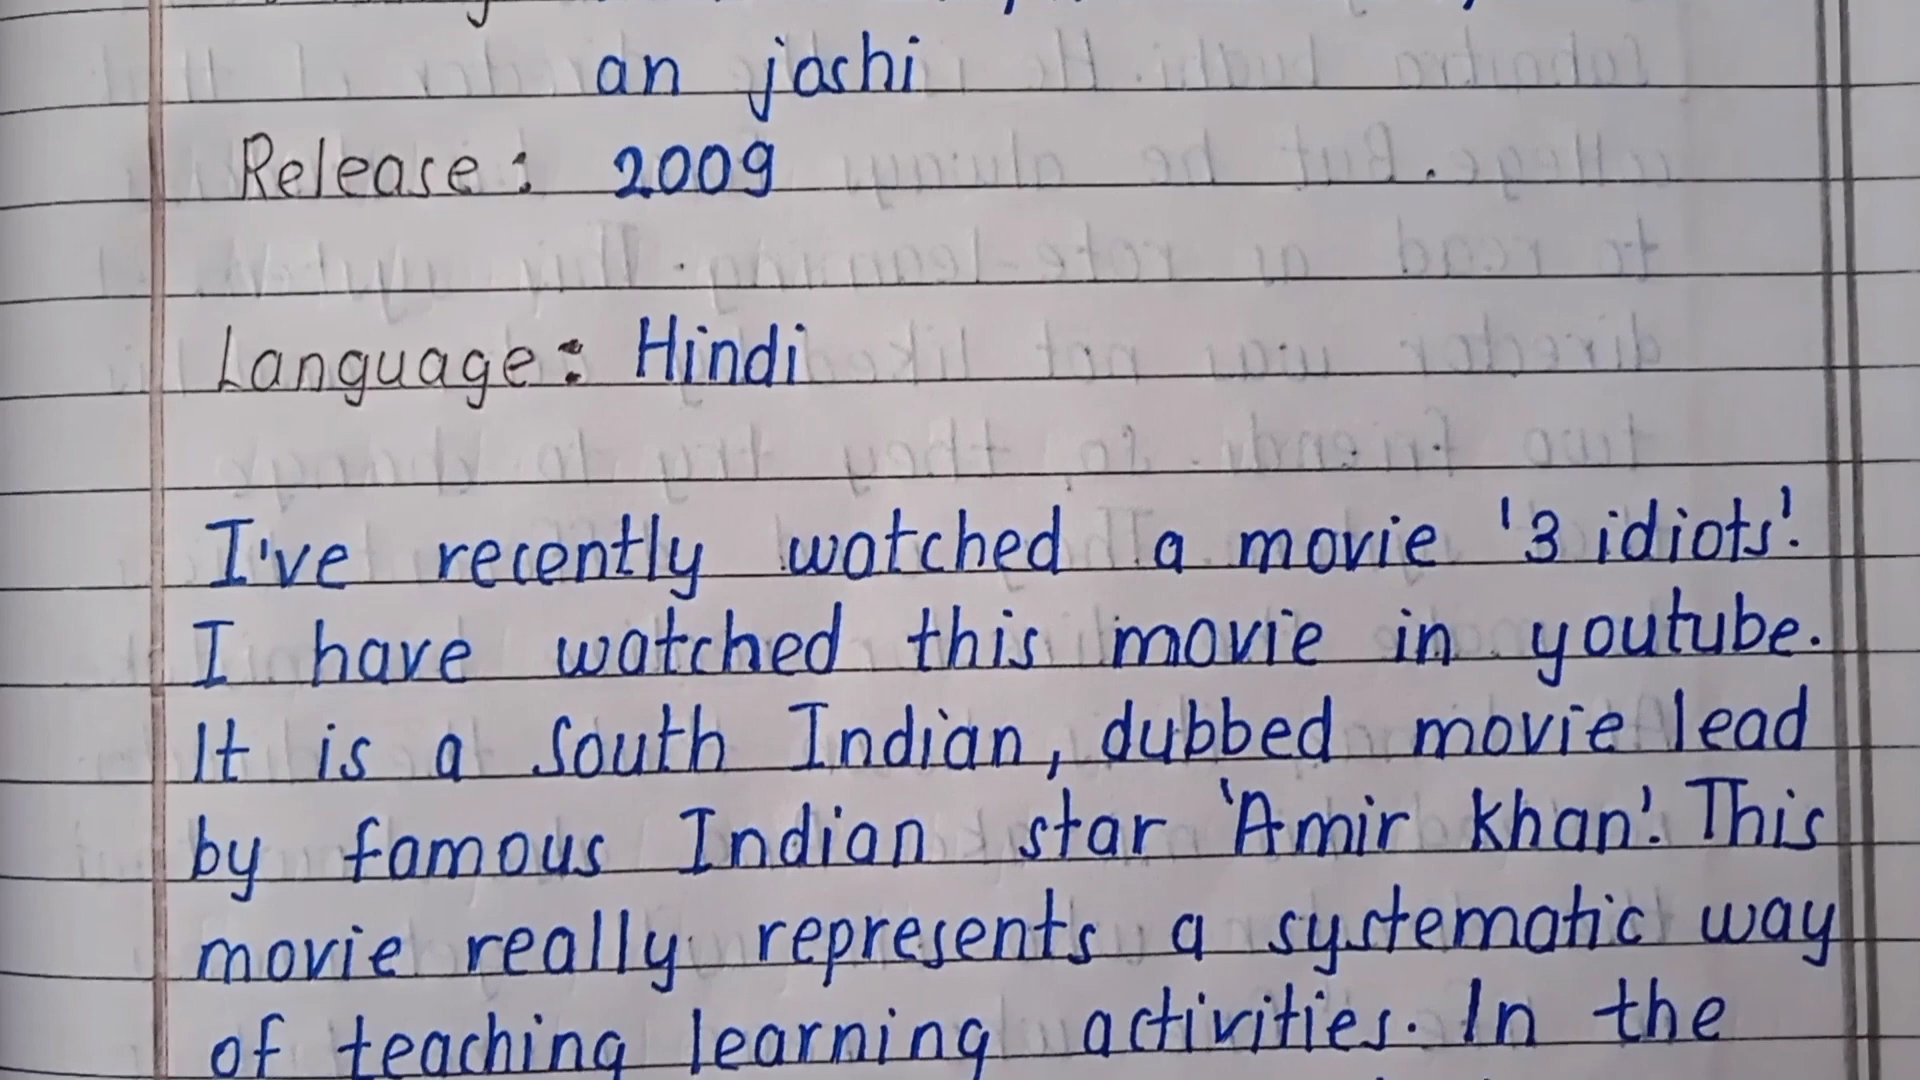 an joshi
Release: 2009
Language: Hindi
I've recently watched a movie '3 idiots'.
I have watched this movie in youtube.
It is a South Indian, dubbed movie lead
by famous Indian star 'Amir khan'. This
movie really represents a systematic way
of teaching learning activities. In the